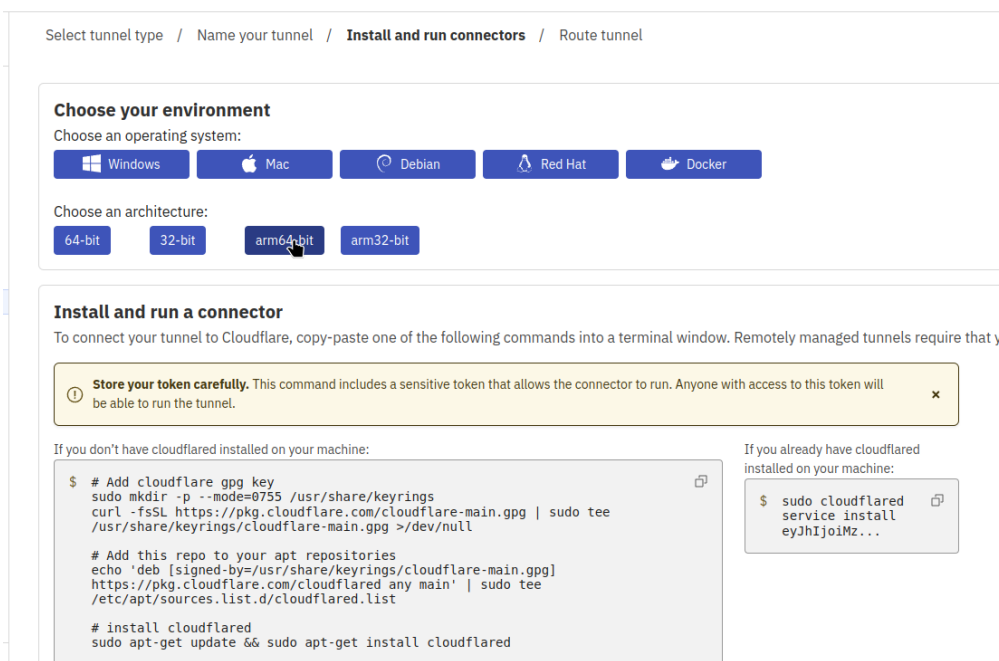 Select tunnel type / Name your tunnel / Install and run connectors / Route tunnel
Choose your environment
Choose an operating system:
Windows Mac Debian Red Hat Docker
Choose an architecture:
64-bit 32-bit arm64-bit arm32-bit
Install and run a connector
To connect your tunnel to Cloudflare, copy-paste one of the following commands into a terminal window. Remotely managed tunnels require that
Store your token carefully. This command includes a sensitive token that allows the connector to run. Anyone with access to this token will
be able to run the tunnel.
If you don't have cloudflared installed on your machine:
$ # Add cloudflare gpg key
sudo mkdir -p --mode=0755 /usr/share/keyrings
curl -fsSL https://pkg.cloudflare.com/cloudflare-main.gpg | sudo tee
/usr/share/keyrings/cloudflare-main.gpg >/dev/null
# Add this repo to your apt repositories
echo 'deb [signed-by=/usr/share/keyrings/cloudflare-main.gpg]
https://pkg.cloudflare.com/cloudflared any main' | sudo tee
/etc/apt/sources.list.d/cloudflared.list
# install cloudflared
sudo apt-get update && sudo apt-get install cloudflared
If you already have cloudflared
installed on your machine:
$ sudo cloudflared
service install
eyJhIjoiMz...